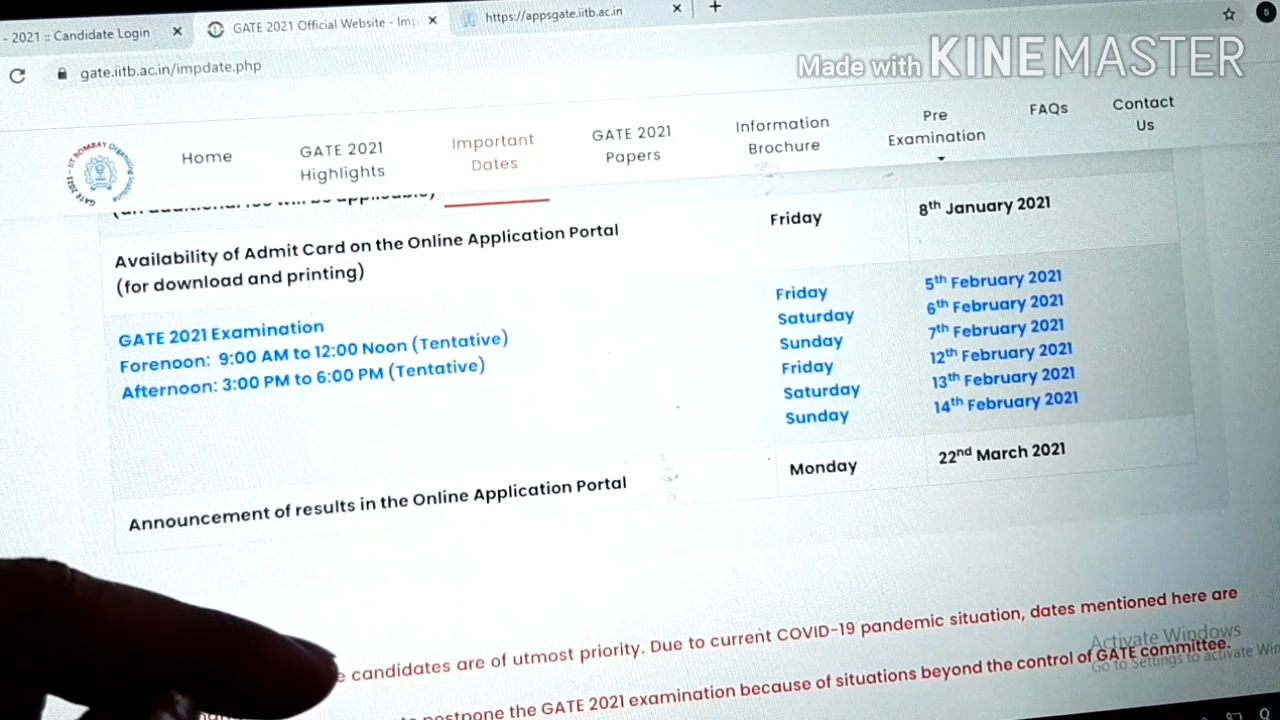 - 2021 :: Candidate Login
GATE 2021 Official Website - Imp
https://appsgate.iitb.ac.in
gate.iitb.ac.in/impdate.php
Made with KINEMASTER
Home
GATE 2021
Highlights
Important
Dates
GATE 2021
Papers
Information
Brochure
Pre
Examination
FAQs
Contact
Us
GATE 2021 - IIT BOMBAY Organizing Institute
Availability of Admit Card on the Online Application Portal
(for download and printing)
Friday
8th January 2021
GATE 2021 Examination
Forenoon: 9:00 AM to 12:00 Noon (Tentative)
Afternoon: 3:00 PM to 6:00 PM (Tentative)
Friday 5th February 2021
Saturday 6th February 2021
Sunday 7th February 2021
Friday 12th February 2021
Saturday 13th February 2021
Sunday 14th February 2021
Announcement of results in the Online Application Portal
Monday
22nd March 2021
candidates are of utmost priority. Due to current COVID-19 pandemic situation, dates mentioned here are
postpone the GATE 2021 examination because of situations beyond the control of GATE committee.
Activate Windows
Go to Settings to activate Win